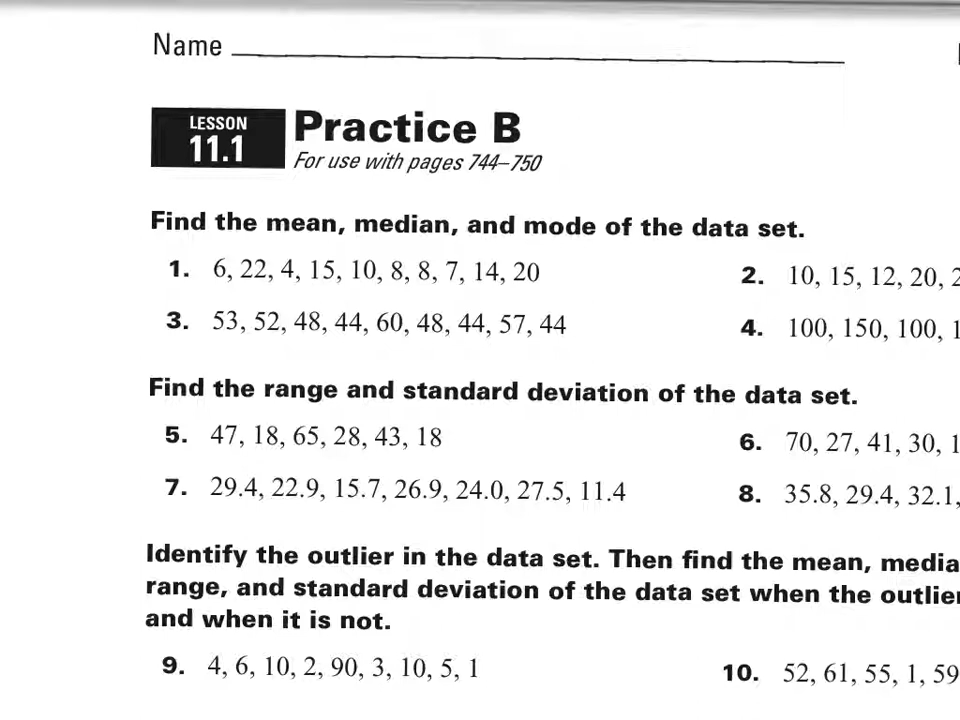 Name
LESSON
11.1
Practice B
For use with pages 744–750
Find the mean, median, and mode of the data set.
1. 6, 22, 4, 15, 10, 8, 8, 7, 14, 20
2. 10, 15, 12, 20,
3. 53, 52, 48, 44, 60, 48, 44, 57, 44
4. 100, 150, 100,
Find the range and standard deviation of the data set.
5. 47, 18, 65, 28, 43, 18
6. 70, 27, 41, 30,
7. 29.4, 22.9, 15.7, 26.9, 24.0, 27.5, 11.4
8. 35.8, 29.4, 32.1,
Identify the outlier in the data set. Then find the mean,
range, and standard deviation of the data set when the
and when it is not.
9. 4, 6, 10, 2, 90, 3, 10, 5, 1
10. 52, 61, 55, 1, 59